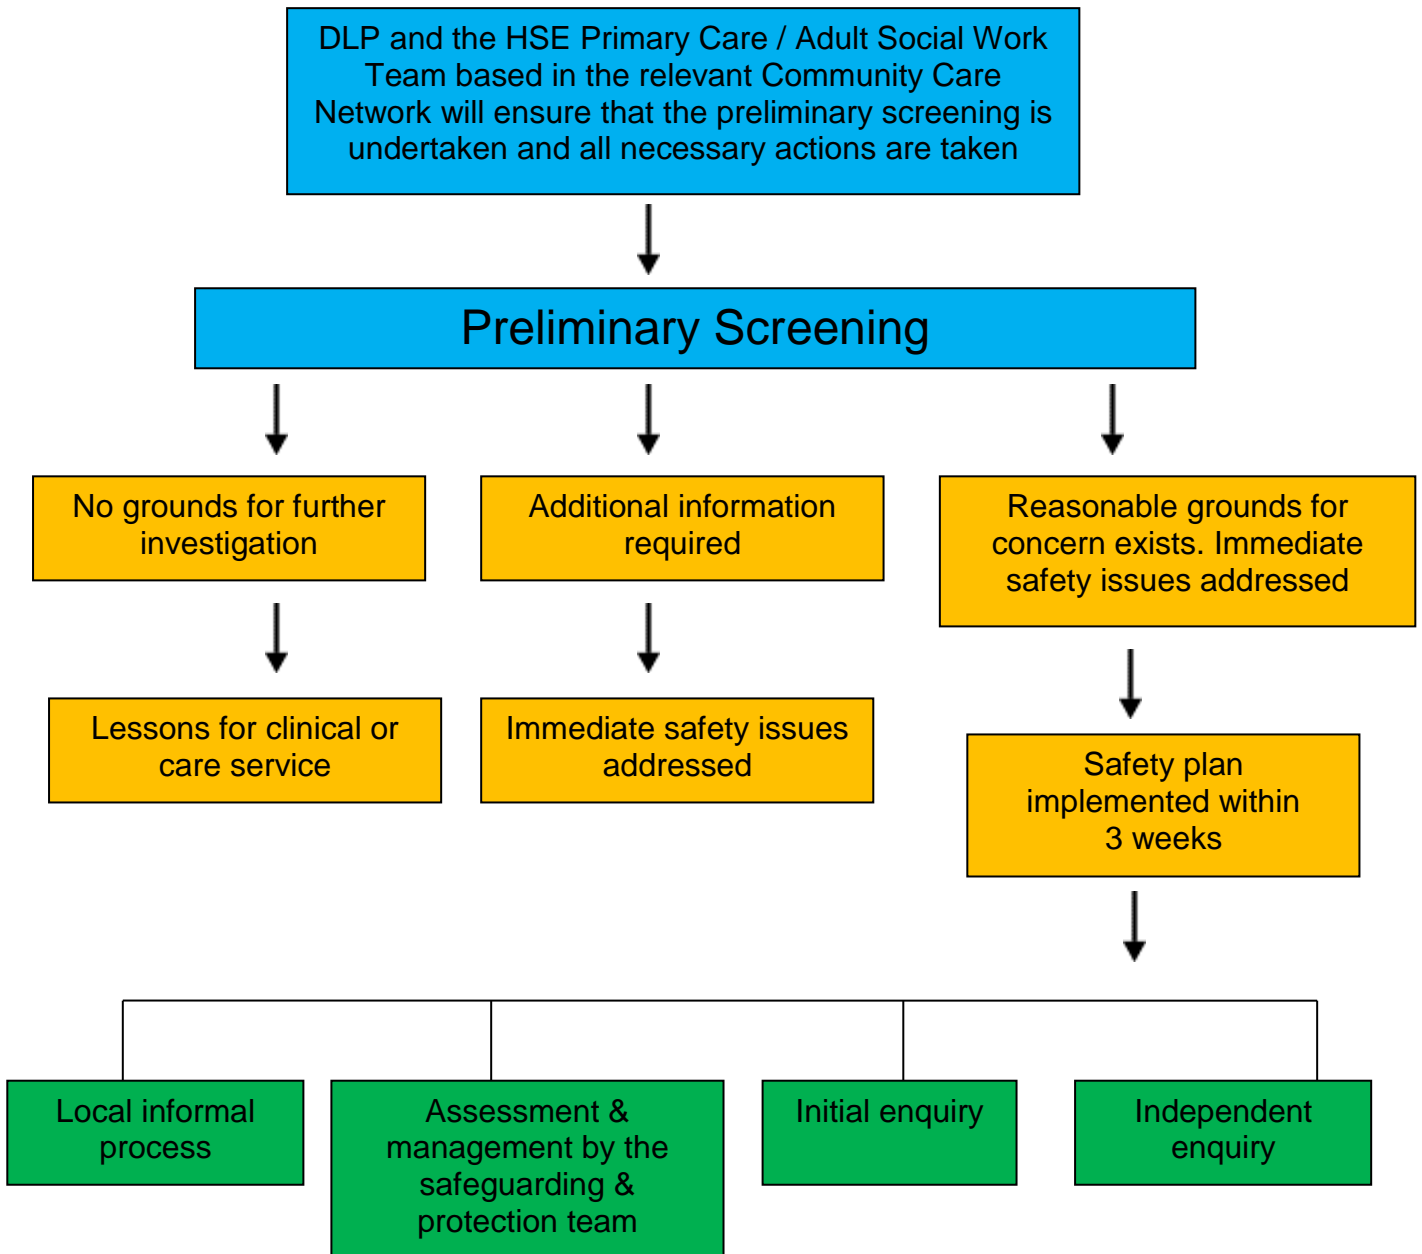 DLP and the HSE Primary Care / Adult Social Work
Team based in the relevant Community Care
Network will ensure that the preliminary screening is
undertaken and all necessary actions are taken
Preliminary Screening
No grounds for further
investigation
Additional information
required
Reasonable grounds for
concern exists. Immediate
safety issues addressed
Lessons for clinical or
care service
Immediate safety issues
addressed
Safety plan
implemented within
3 weeks
Local informal
process
Assessment &
management by the
safeguarding &
protection team
Initial enquiry
Independent
enquiry